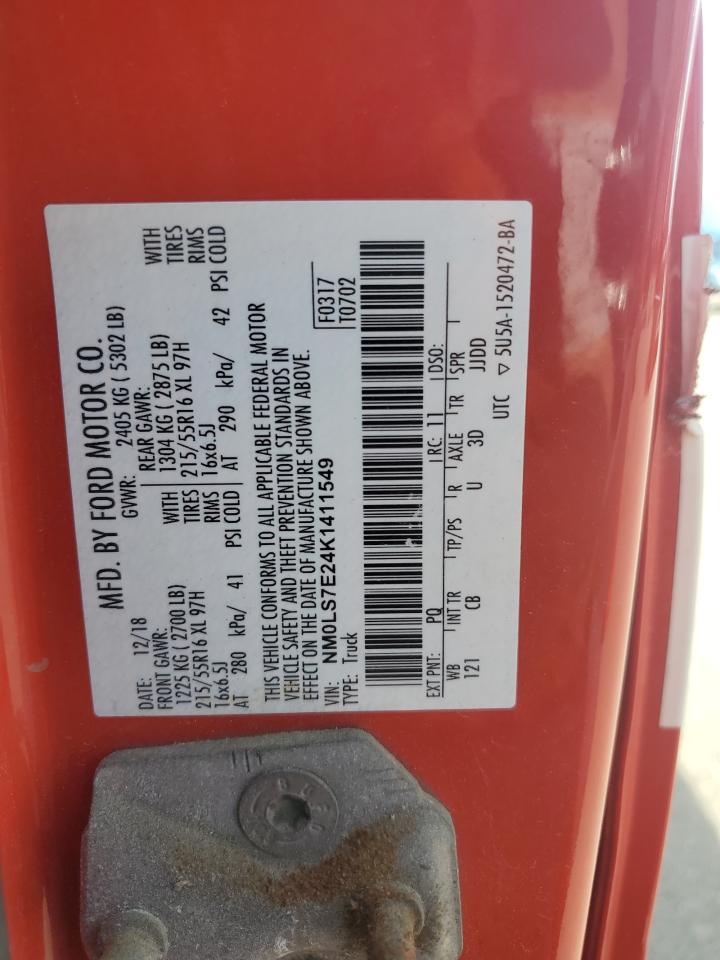 MFD. BY FORD MOTOR CO.
DATE: 12/18 GVWR: 2405 KG ( 5302 LB)
FRONT GAWR: REAR GAWR:
1225 KG ( 2700 LB) WITH 1304 KG ( 2875 LB) WITH
215/55R16 XL 97H TIRES 215/55R16 XL 97H TIRES
16x6.5J RIMS 16x6.5J RIMS
AT 280 kPa/ 41 PSI COLD AT 290 kPa/ 42 PSI COLD
THIS VEHICLE CONFORMS TO ALL APPLICABLE FEDERAL MOTOR
VEHICLE SAFETY AND THEFT PREVENTION STANDARDS IN
EFFECT ON THE DATE OF MANUFACTURE SHOWN ABOVE.
VIN: NM0LS7E24K1411549 F0317
TYPE: Truck T0702
EXT PNT: PQ RC: 11 DSO:
WB INT TR TP/PS R AXLE TR SPR
121 CB U 3D JJDD
UTC ▽ 5U5A-1520472-BA